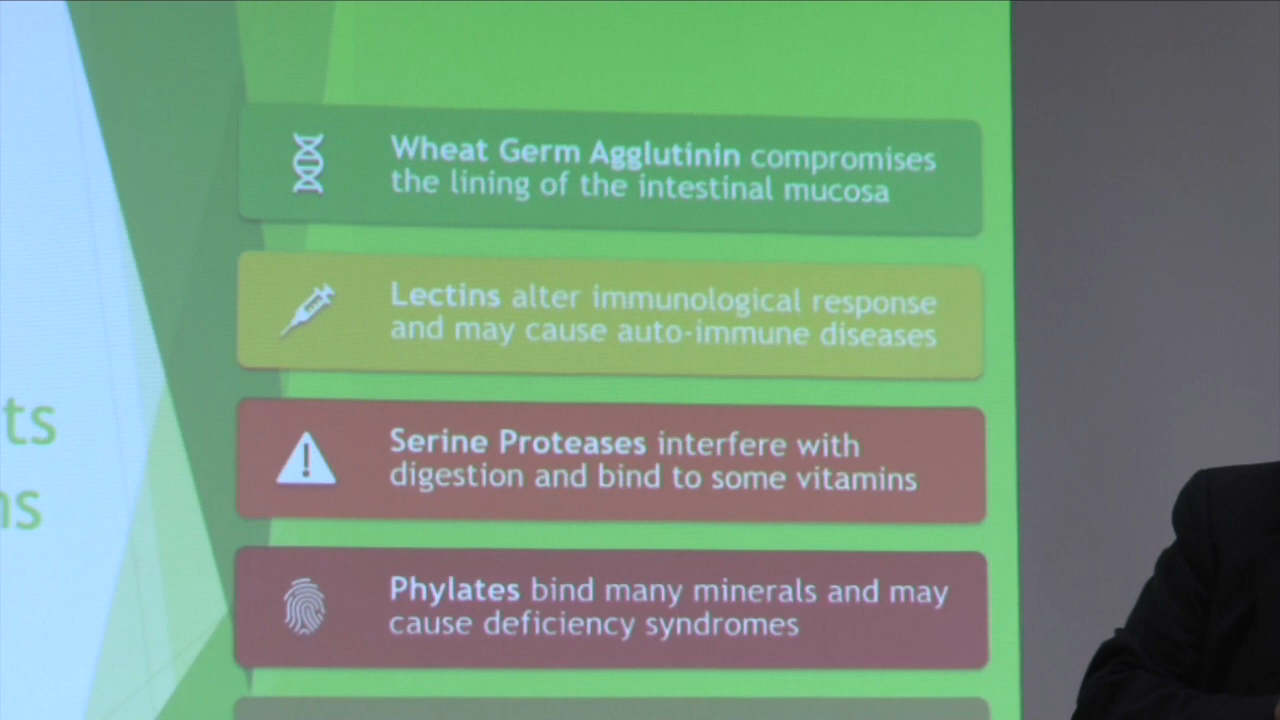 ts
ns
Wheat Germ Agglutinin compromises
the lining of the intestinal mucosa
Lectins alter immunological response
and may cause auto-immune diseases
Serine Proteases interfere with
digestion and bind to some vitamins
Phylates bind many minerals and may
cause deficiency syndromes